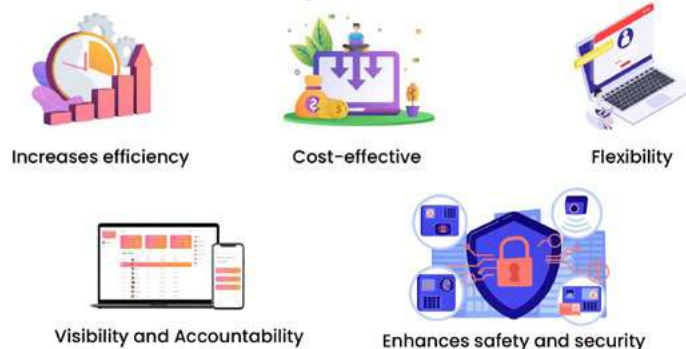 Increases efficiency
Cost-effective
Flexibility
Visibility and Accountability
Enhances safety and security